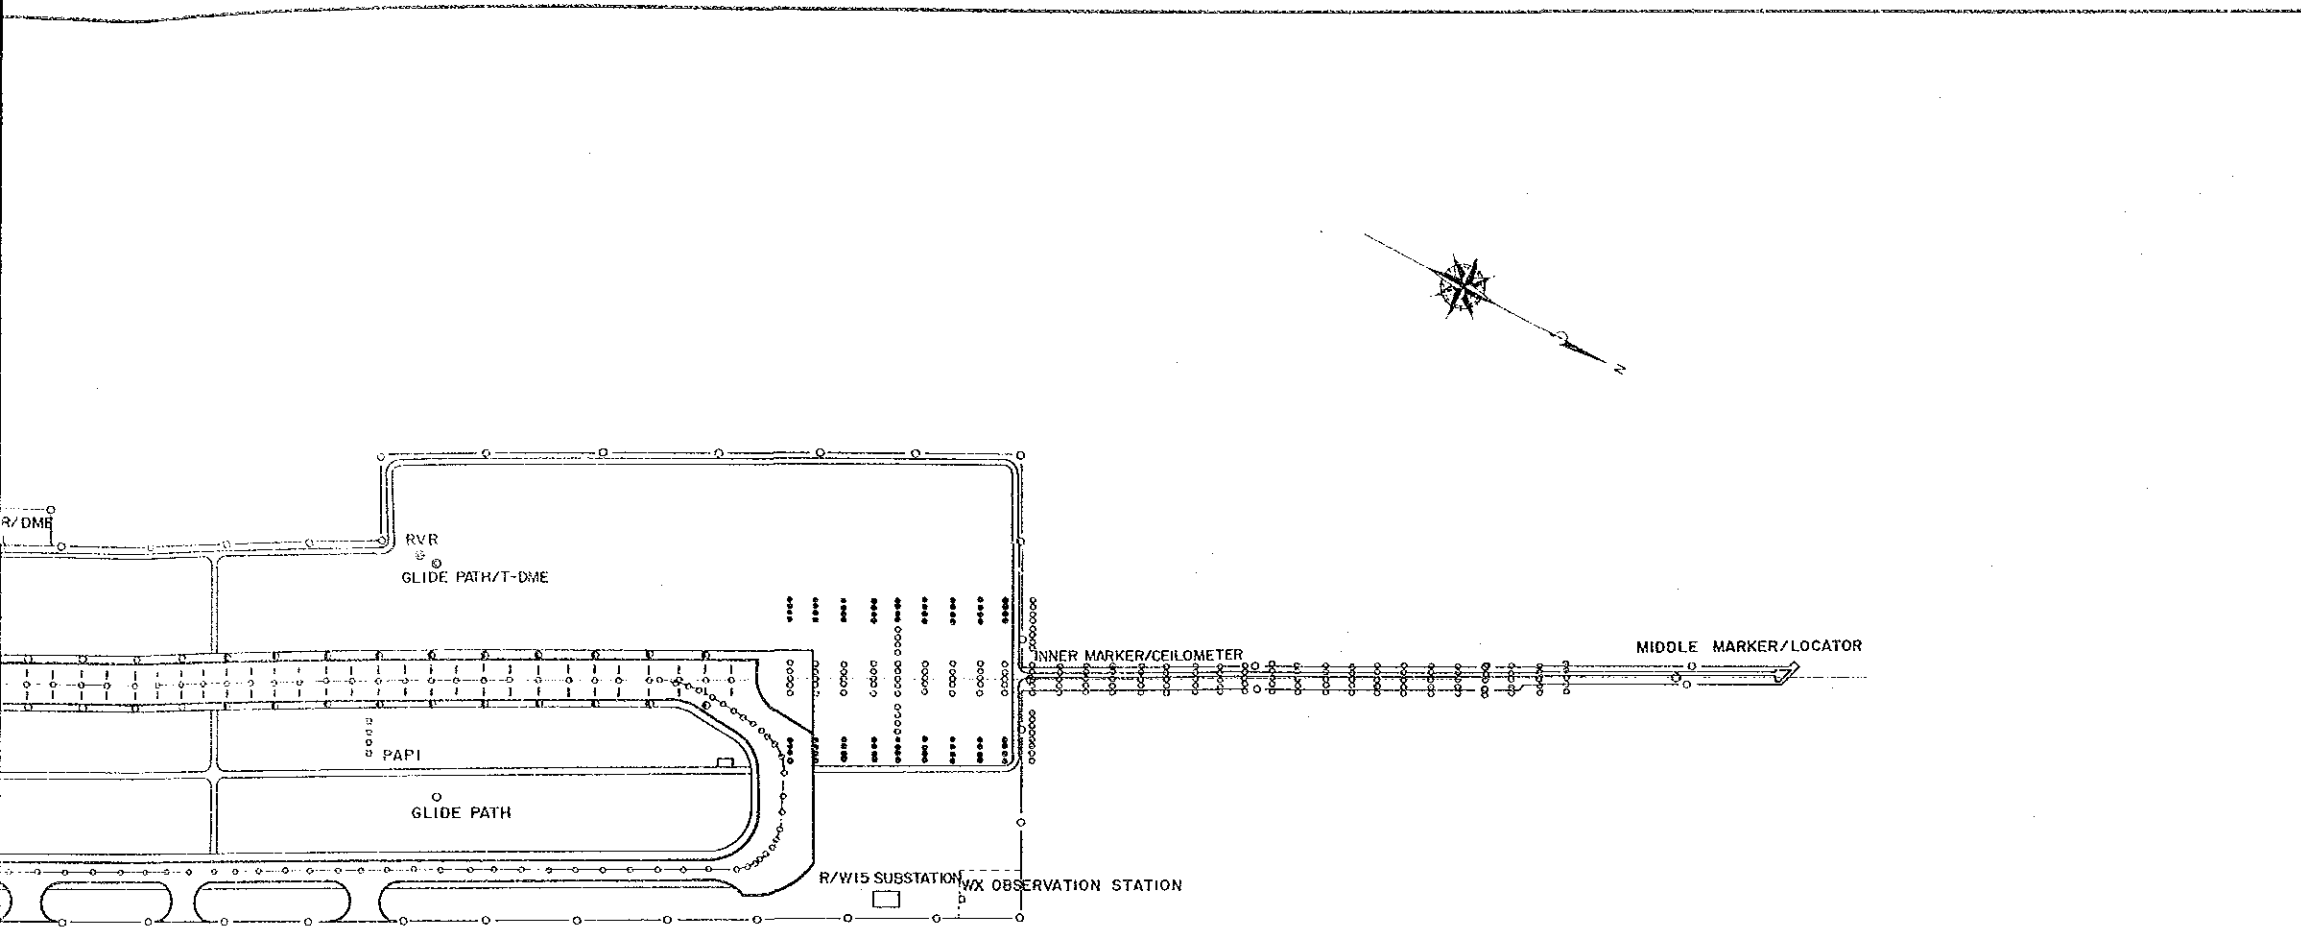 N
R/DME
RVR
GLIDE PATH/T-DME
INNER MARKER/CEILOMETER
MIDDLE MARKER/LOCATOR
PAPI
GLIDE PATH
R/W15 SUBSTATION
WX OBSERVATION STATION